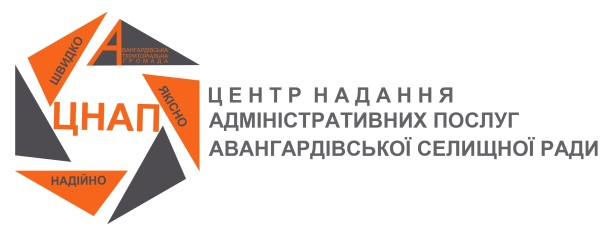 ШВИДКО
АВАНГАРДІВСЬКА
ТЕРИТОРІАЛЬНА
ГРОМАДА
ЯКІСНО
ЦНАП
НАДІЙНО
ЦЕНТР НАДАННЯ
АДМІНІСТРАТИВНИХ ПОСЛУГ
АВАНГАРДІВСЬКОЇ СЕЛИЩНОЇ РАДИ